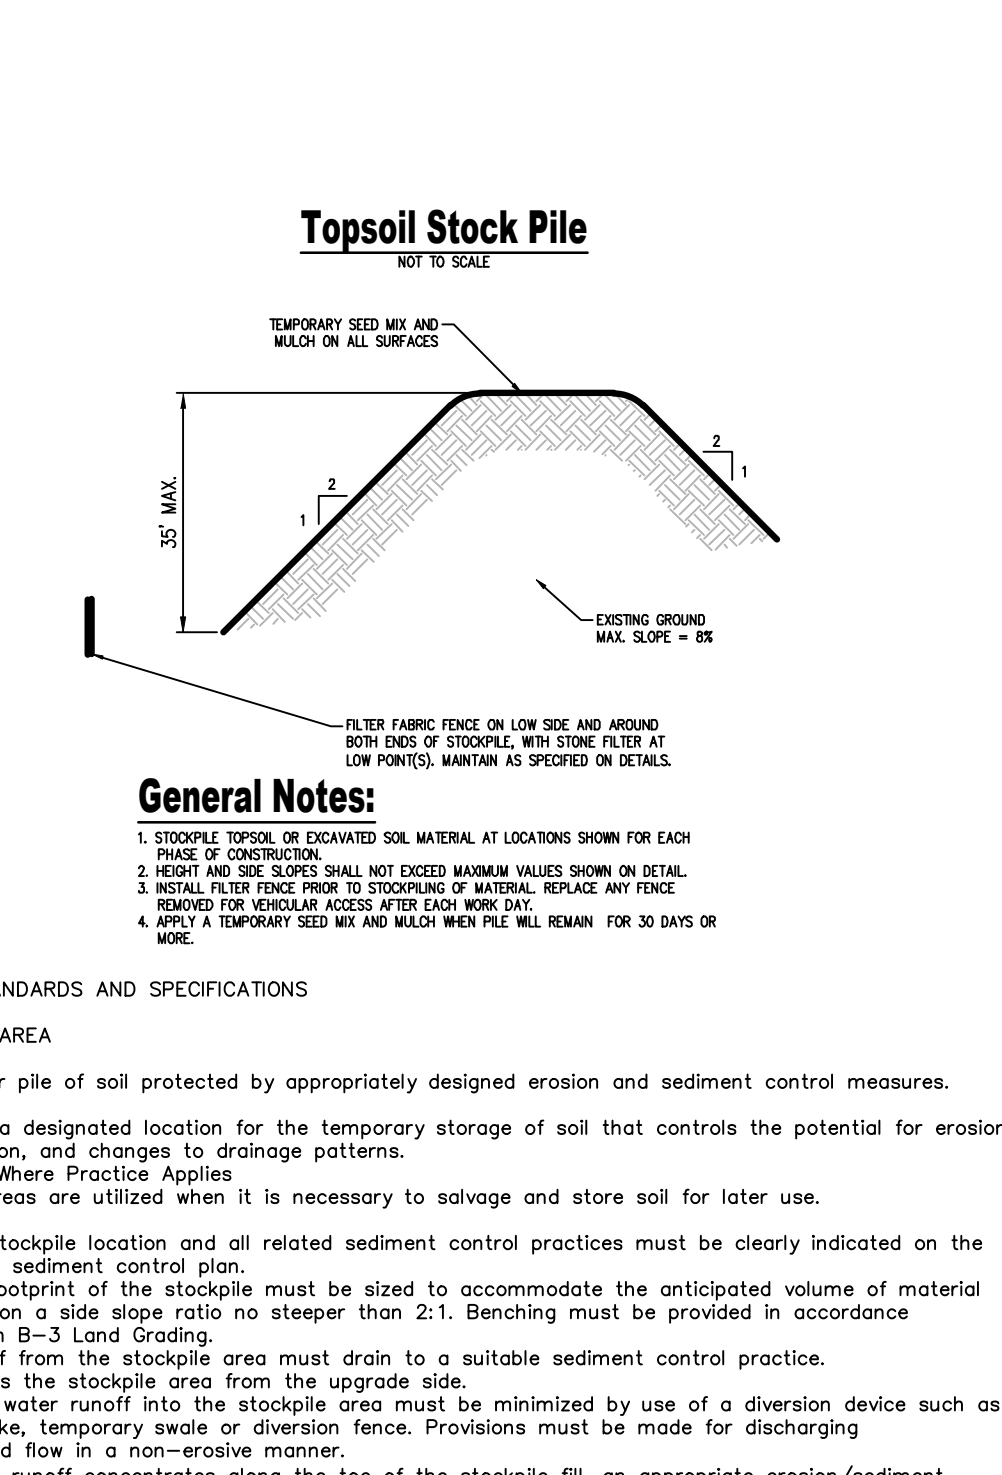 Topsoil Stock Pile
NOT TO SCALE
TEMPORARY SEED MIX AND
MULCH ON ALL SURFACES
2
1
2
1
35' MAX.
EXISTING GROUND
MAX. SLOPE = 8%
FILTER FABRIC FENCE ON LOW SIDE AND AROUND
BOTH ENDS OF STOCKPILE, WITH STONE FILTER AT
LOW POINT(S). MAINTAIN AS SPECIFIED ON DETAILS.
General Notes:
1. STOCKPILE TOPSOIL OR EXCAVATED SOIL MATERIAL AT LOCATIONS SHOWN FOR EACH
PHASE OF CONSTRUCTION.
2. HEIGHT AND SIDE SLOPES SHALL NOT EXCEED MAXIMUM VALUES SHOWN ON DETAIL.
3. INSTALL FILTER FENCE PRIOR TO STOCKPILING OF MATERIAL. REPLACE ANY FENCE
REMOVED FOR VEHICULAR ACCESS AFTER EACH WORK DAY.
4. APPLY A TEMPORARY SEED MIX AND MULCH WHEN PILE WILL REMAIN FOR 30 DAYS OR
MORE.
AND SPECIFICATIONS
AREA
pile of soil protected by appropriately designed erosion and sediment control measures.
a designated location for the temporary storage of soil that controls the potential for
and changes to drainage patterns.
Where Practice Applies
are utilized when it is necessary to salvage and store soil for later use.
location and all related sediment control practices must be clearly indicated on the
sediment control plan.
of the stockpile must be sized to accommodate the anticipated volume of material
on a side slope ratio no steeper than 2:1. Benching must be provided in accordance
B-3 Land Grading.
from the stockpile area must drain to a suitable sediment control practice.
the stockpile area from the upgrade side.
water runoff into the stockpile area must be minimized by use of a diversion device such as
temporary swale or diversion fence. Provisions must be made for discharging
flow in a non-erosive manner.
runoff concentrates along the toe of the stockpile fill, an appropriate erosion/sediment